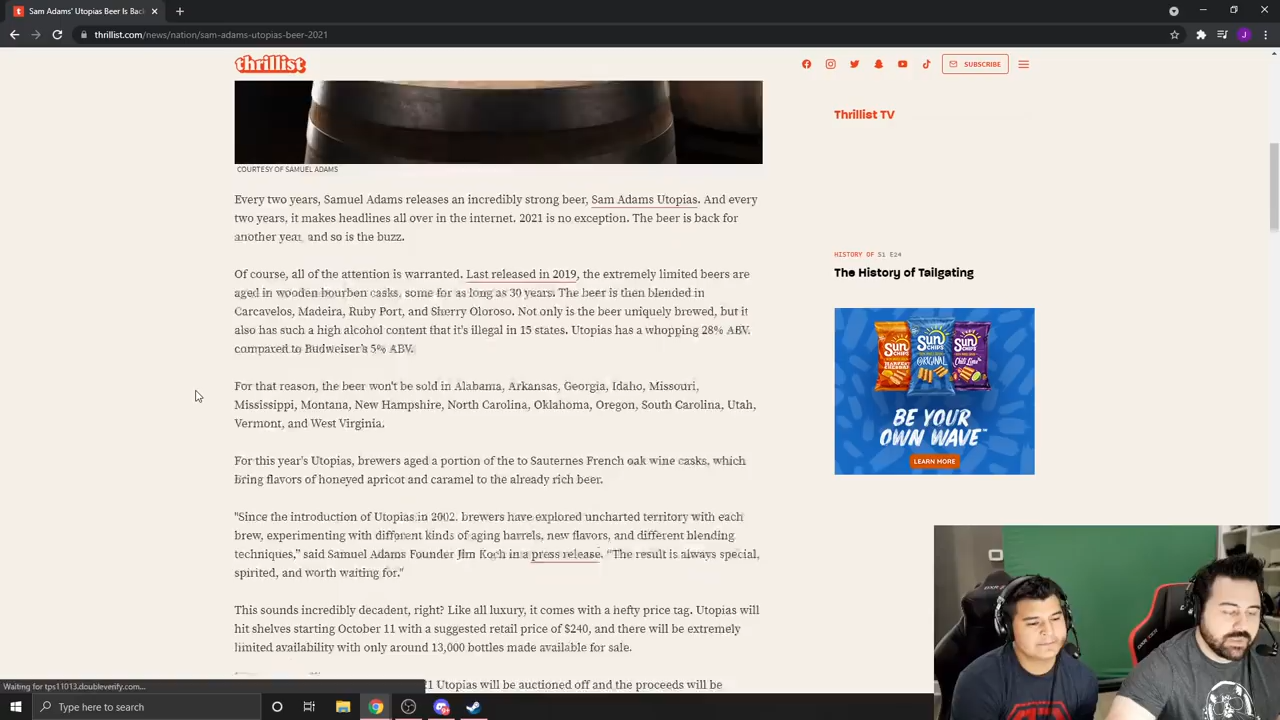 Sam Adams' Utopias Beer Is Back
thrillist.com/news/nation/sam-adams-utopias-beer-2021
thrillist
SUBSCRIBE
Thrillist TV
COURTESY OF SAMUEL ADAMS
Every two years, Samuel Adams releases an incredibly strong beer, Sam Adams Utopias. And every
two years, it makes headlines all over in the internet. 2021 is no exception. The beer is back for
another year, and so is the buzz.
Of course, all of the attention is warranted. Last released in 2019, the extremely limited beers are
aged in wooden bourbon casks, some for as long as 30 years. The beer is then blended in
Carcavelos, Madeira, Ruby Port, and Sherry Oloroso. Not only is the beer uniquely brewed, but it
also has such a high alcohol content that it's illegal in 15 states. Utopias has a whopping 28% ABV.
compared to Budweiser's 5% ABV.
For that reason, the beer won't be sold in Alabama, Arkansas, Georgia, Idaho, Missouri,
Mississippi, Montana, New Hampshire, North Carolina, Oklahoma, Oregon, South Carolina, Utah,
Vermont, and West Virginia.
For this year's Utopias, brewers aged a portion of the to Sauternes French oak wine casks, which
bring flavors of honeyed apricot and caramel to the already rich beer.
"Since the introduction of Utopias in 2002. brewers have explored uncharted territory with each
brew, experimenting with different kinds of aging barrels, new flavors, and different blending
techniques," said Samuel Adams Founder Jim Koch in press release. "The result is always special,
spirited, and worth waiting for."
This sounds incredibly decadent, right? Like all luxury, it comes with a hefty price tag. Utopias will
hit shelves starting October 11 with a suggested retail price of $240, and there will be extremely
limited availability with only around 13,000 bottles made available for sale.
21 Utopias will be auctioned off and the proceeds will be
HISTORY OF S1 E24
The History of Tailgating
SUN CHIPS
SUN CHIPS ORIGINAL
SUN CHIPS
BE YOUR
OWN WAVE™
LEARN MORE
Waiting for tps11013.doubleverify.com...
Type here to search